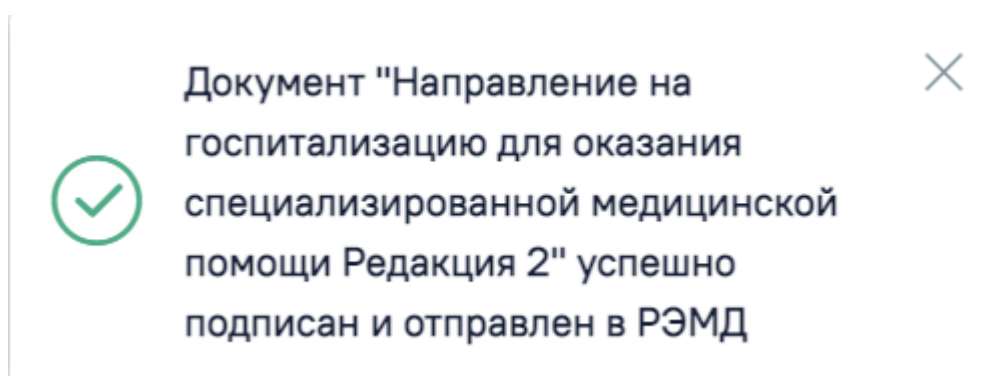 Документ "Направление на
госпитализацию для оказания
специализированной медицинской
помощи Редакция 2" успешно
подписан и отправлен в РЭМД